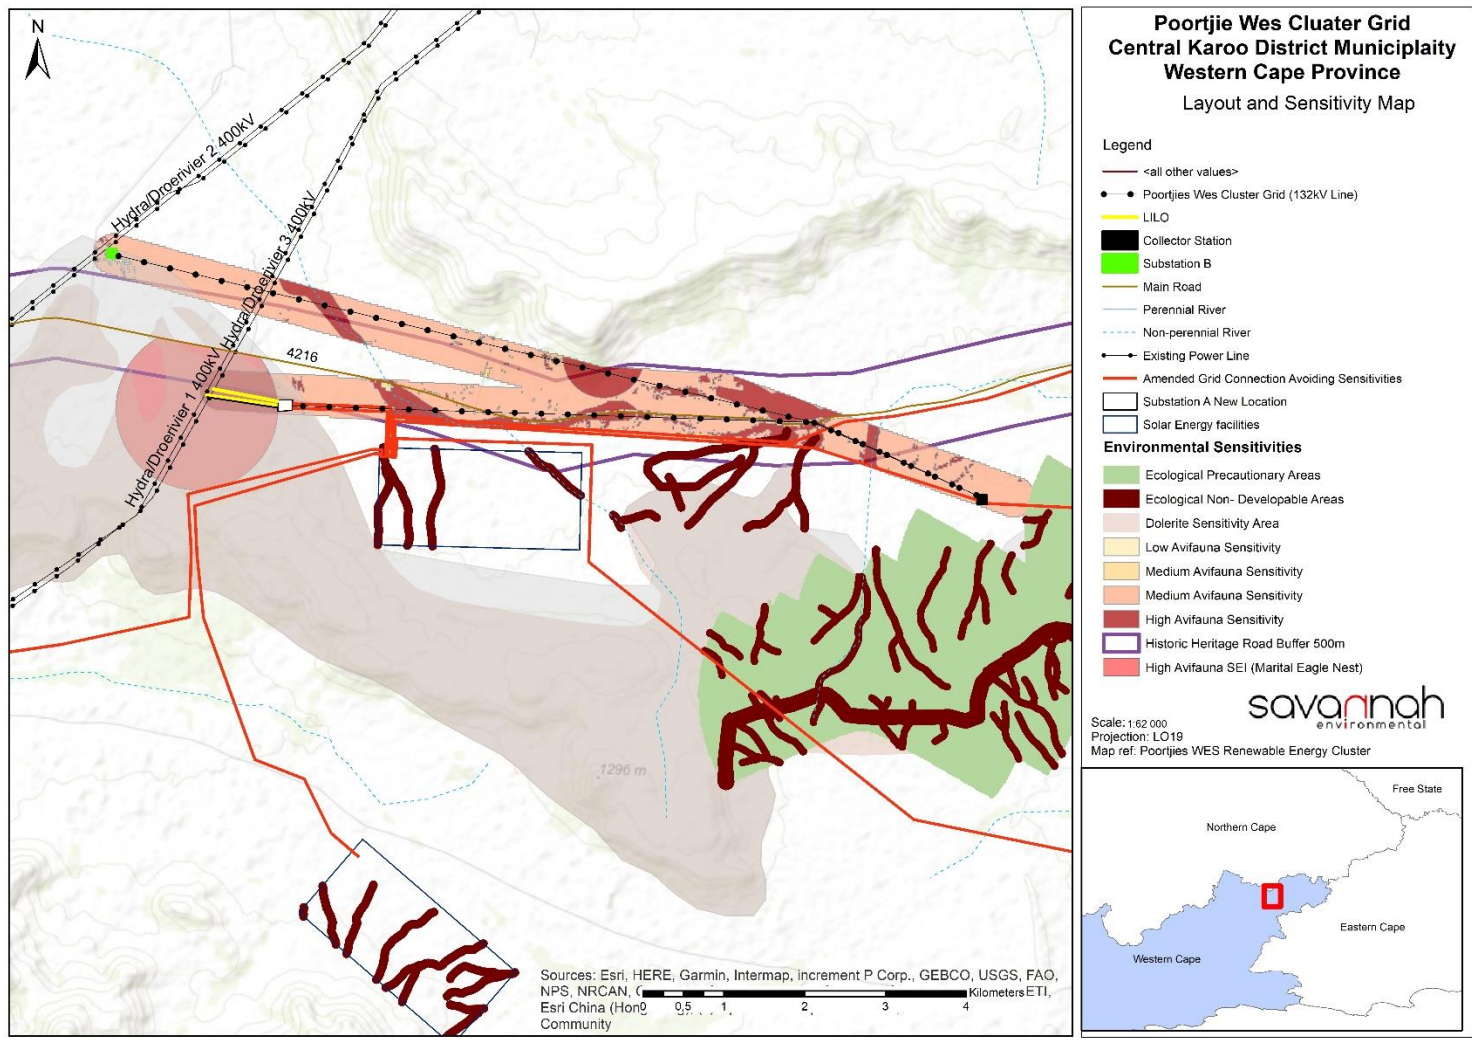 N
Hydra/Droerivier 2 400kV
Hydra/Droerivier 3 400kV
Hydra/Droerivier 1 400kV
4216
1296 m
Sources: Esri, HERE, Garmin, Intermap, increment P Corp., GEBCO, USGS, FAO,
NPS, NRCAN, ETI,
Esri China (Hon
Community
0 0,5 1 2 3 4
Kilometers
Poortjie Wes Cluater Grid
Central Karoo District Municiplaity
Western Cape Province
Layout and Sensitivity Map
Legend
<all other values>
Poortjies Wes Cluster Grid (132kV Line)
LILO
Collector Station
Substation B
Main Road
Perennial River
Non-perennial River
Existing Power Line
Amended Grid Connection Avoiding Sensitivities
Substation A New Location
Solar Energy facilities
Environmental Sensitivities
Ecological Precautionary Areas
Ecological Non- Developable Areas
Dolerite Sensitivity Area
Low Avifauna Sensitivity
Medium Avifauna Sensitivity
Medium Avifauna Sensitivity
High Avifauna Sensitivity
Historic Heritage Road Buffer 500m
High Avifauna SEI (Marital Eagle Nest)
savannah
environmental
Scale: 1:62 000
Projection: LO19
Map ref: Poortjies WES Renewable Energy Cluster
Free State
Northern Cape
Eastern Cape
Western Cape